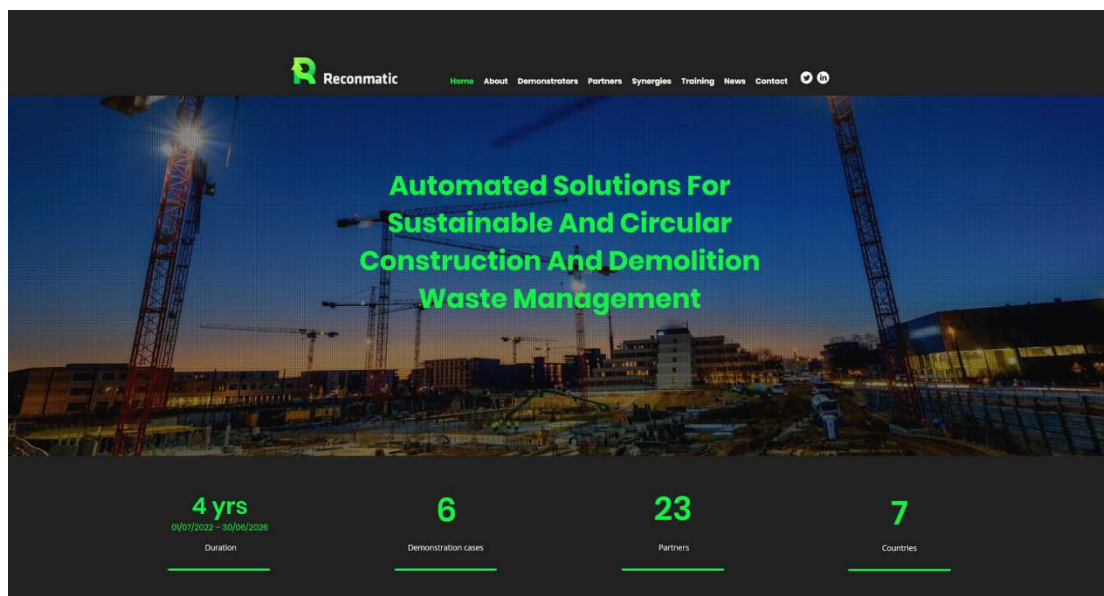 Reconmatic
Home About Demonstrators Partners Synergies Training News Contact
Automated Solutions For
Sustainable And Circular
Construction And Demolition
Waste Management
4 yrs
01/07/2022 – 30/06/2026
Duration
6
Demonstration cases
23
Partners
7
Countries